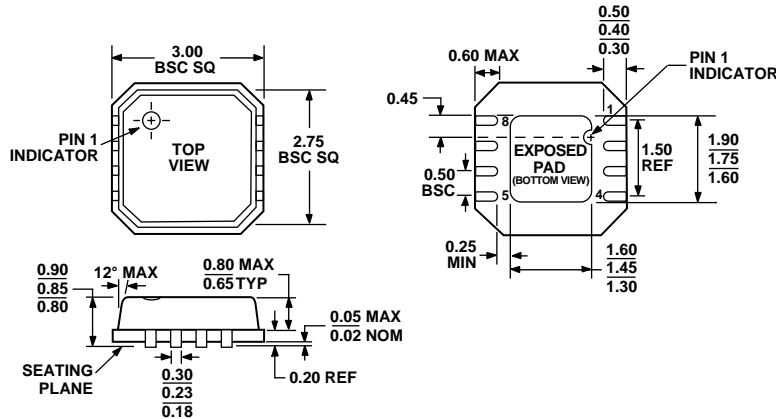 3.00
BSC SQ
PIN 1
INDICATOR
TOP
VIEW
2.75
BSC SQ
0.50
0.40
0.30
0.60 MAX
PIN 1
INDICATOR
0.45
8
1
EXPOSED
PAD
(BOTTOM VIEW)
1.50
REF
1.90
1.75
1.60
0.50
BSC
5
4
0.25
MIN
1.60
1.45
1.30
0.90
0.85
0.80
12° MAX
0.80 MAX
0.65 TYP
0.05 MAX
0.02 NOM
SEATING
PLANE
0.30
0.23
0.18
0.20 REF